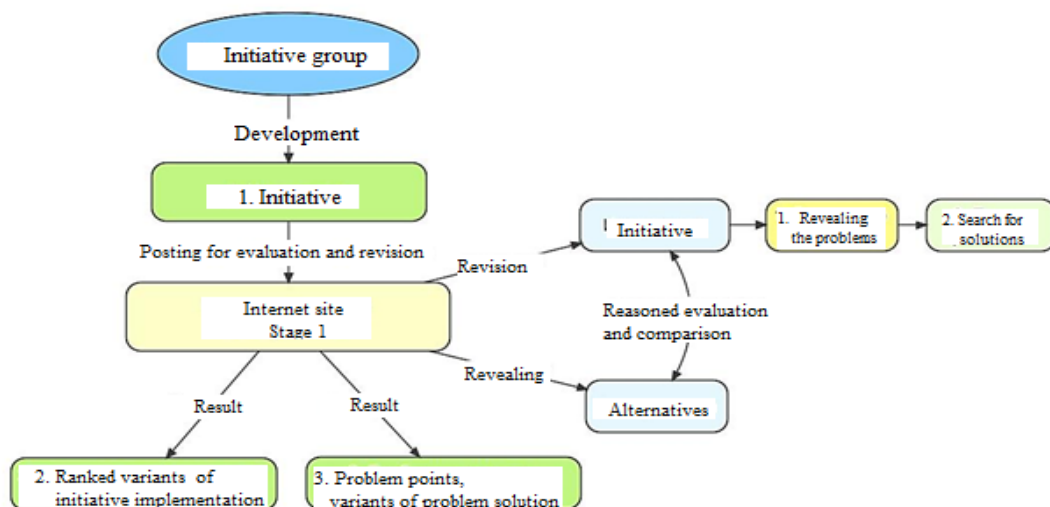 Initiative group
Development
1. Initiative
Posting for evaluation and revision
Internet site
Stage 1
Revision
Initiative
1. Revealing
the problems
2. Search for
solutions
Reasoned evaluation
and comparison
Revealing
Alternatives
Result
Result
2. Ranked variants of
initiative implementation
3. Problem points,
variants of problem solution